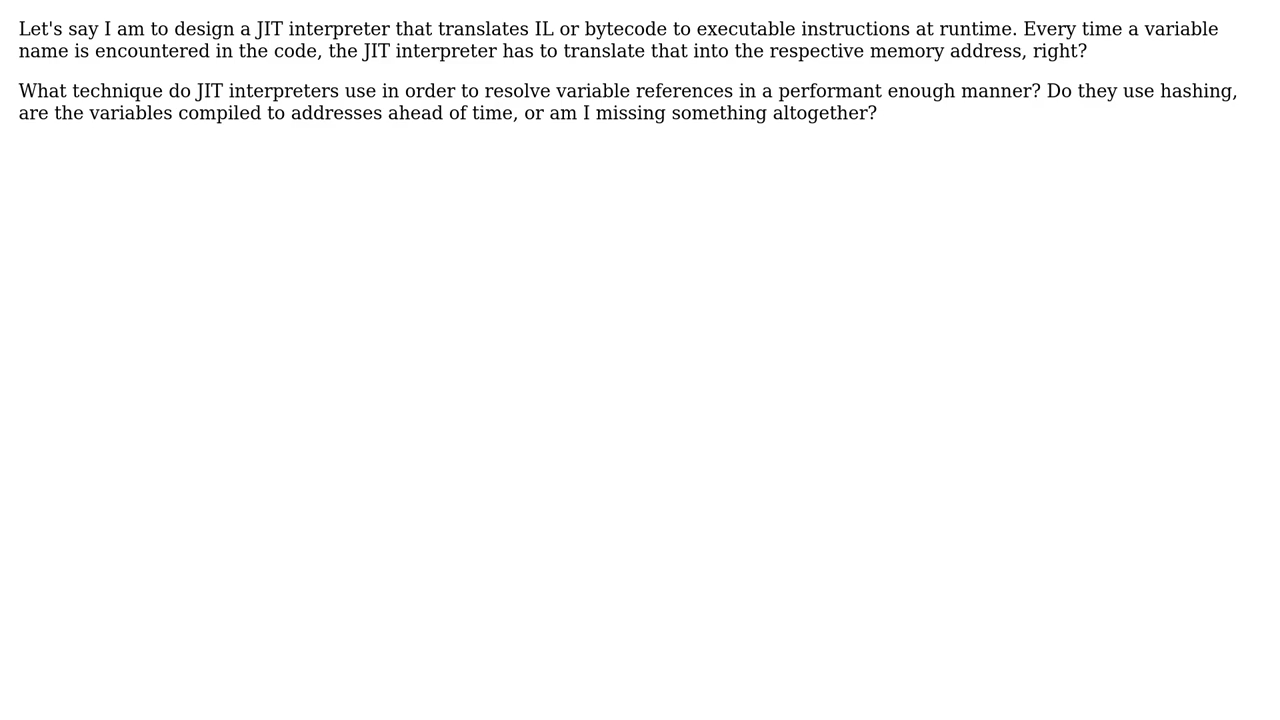 Let's say I am to design a JIT interpreter that translates IL or bytecode to executable instructions at runtime. Every time a variable
name is encountered in the code, the JIT interpreter has to translate that into the respective memory address, right?
What technique do JIT interpreters use in order to resolve variable references in a performant enough manner? Do they use hashing,
are the variables compiled to addresses ahead of time, or am I missing something altogether?